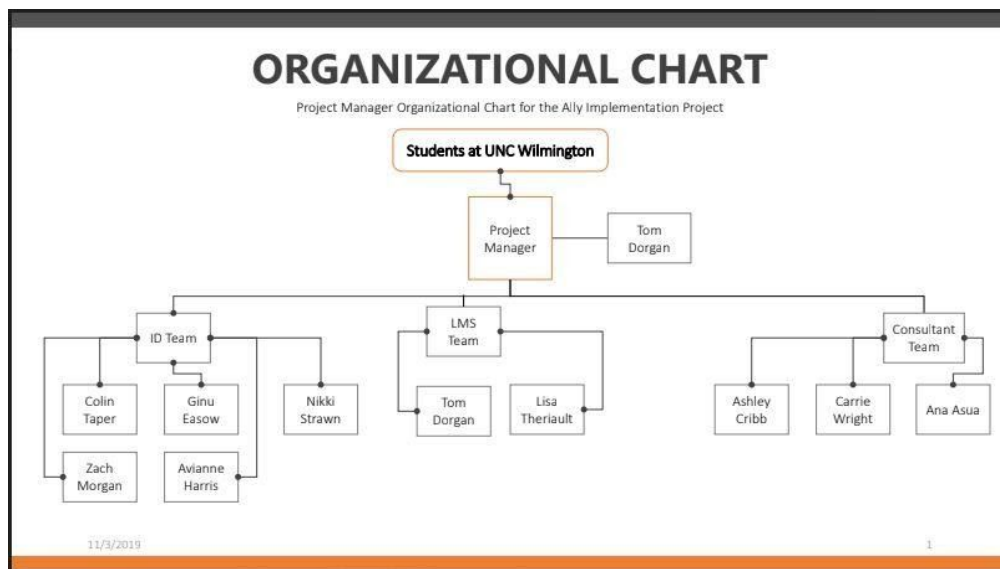 ORGANIZATIONAL CHART
Project Manager Organizational Chart for the Ally Implementation Project
Students at UNC Wilmington
Project
Manager
Tom
Dorgan
ID Team
LMS
Team
Consultant
Team
Colin
Taper
Ginu
Easow
Nikki
Strawn
Tom
Dorgan
Lisa
Theriault
Ashley
Cribb
Carrie
Wright
Ana Asua
Zach
Morgan
Avianne
Harris
11/3/2019
1